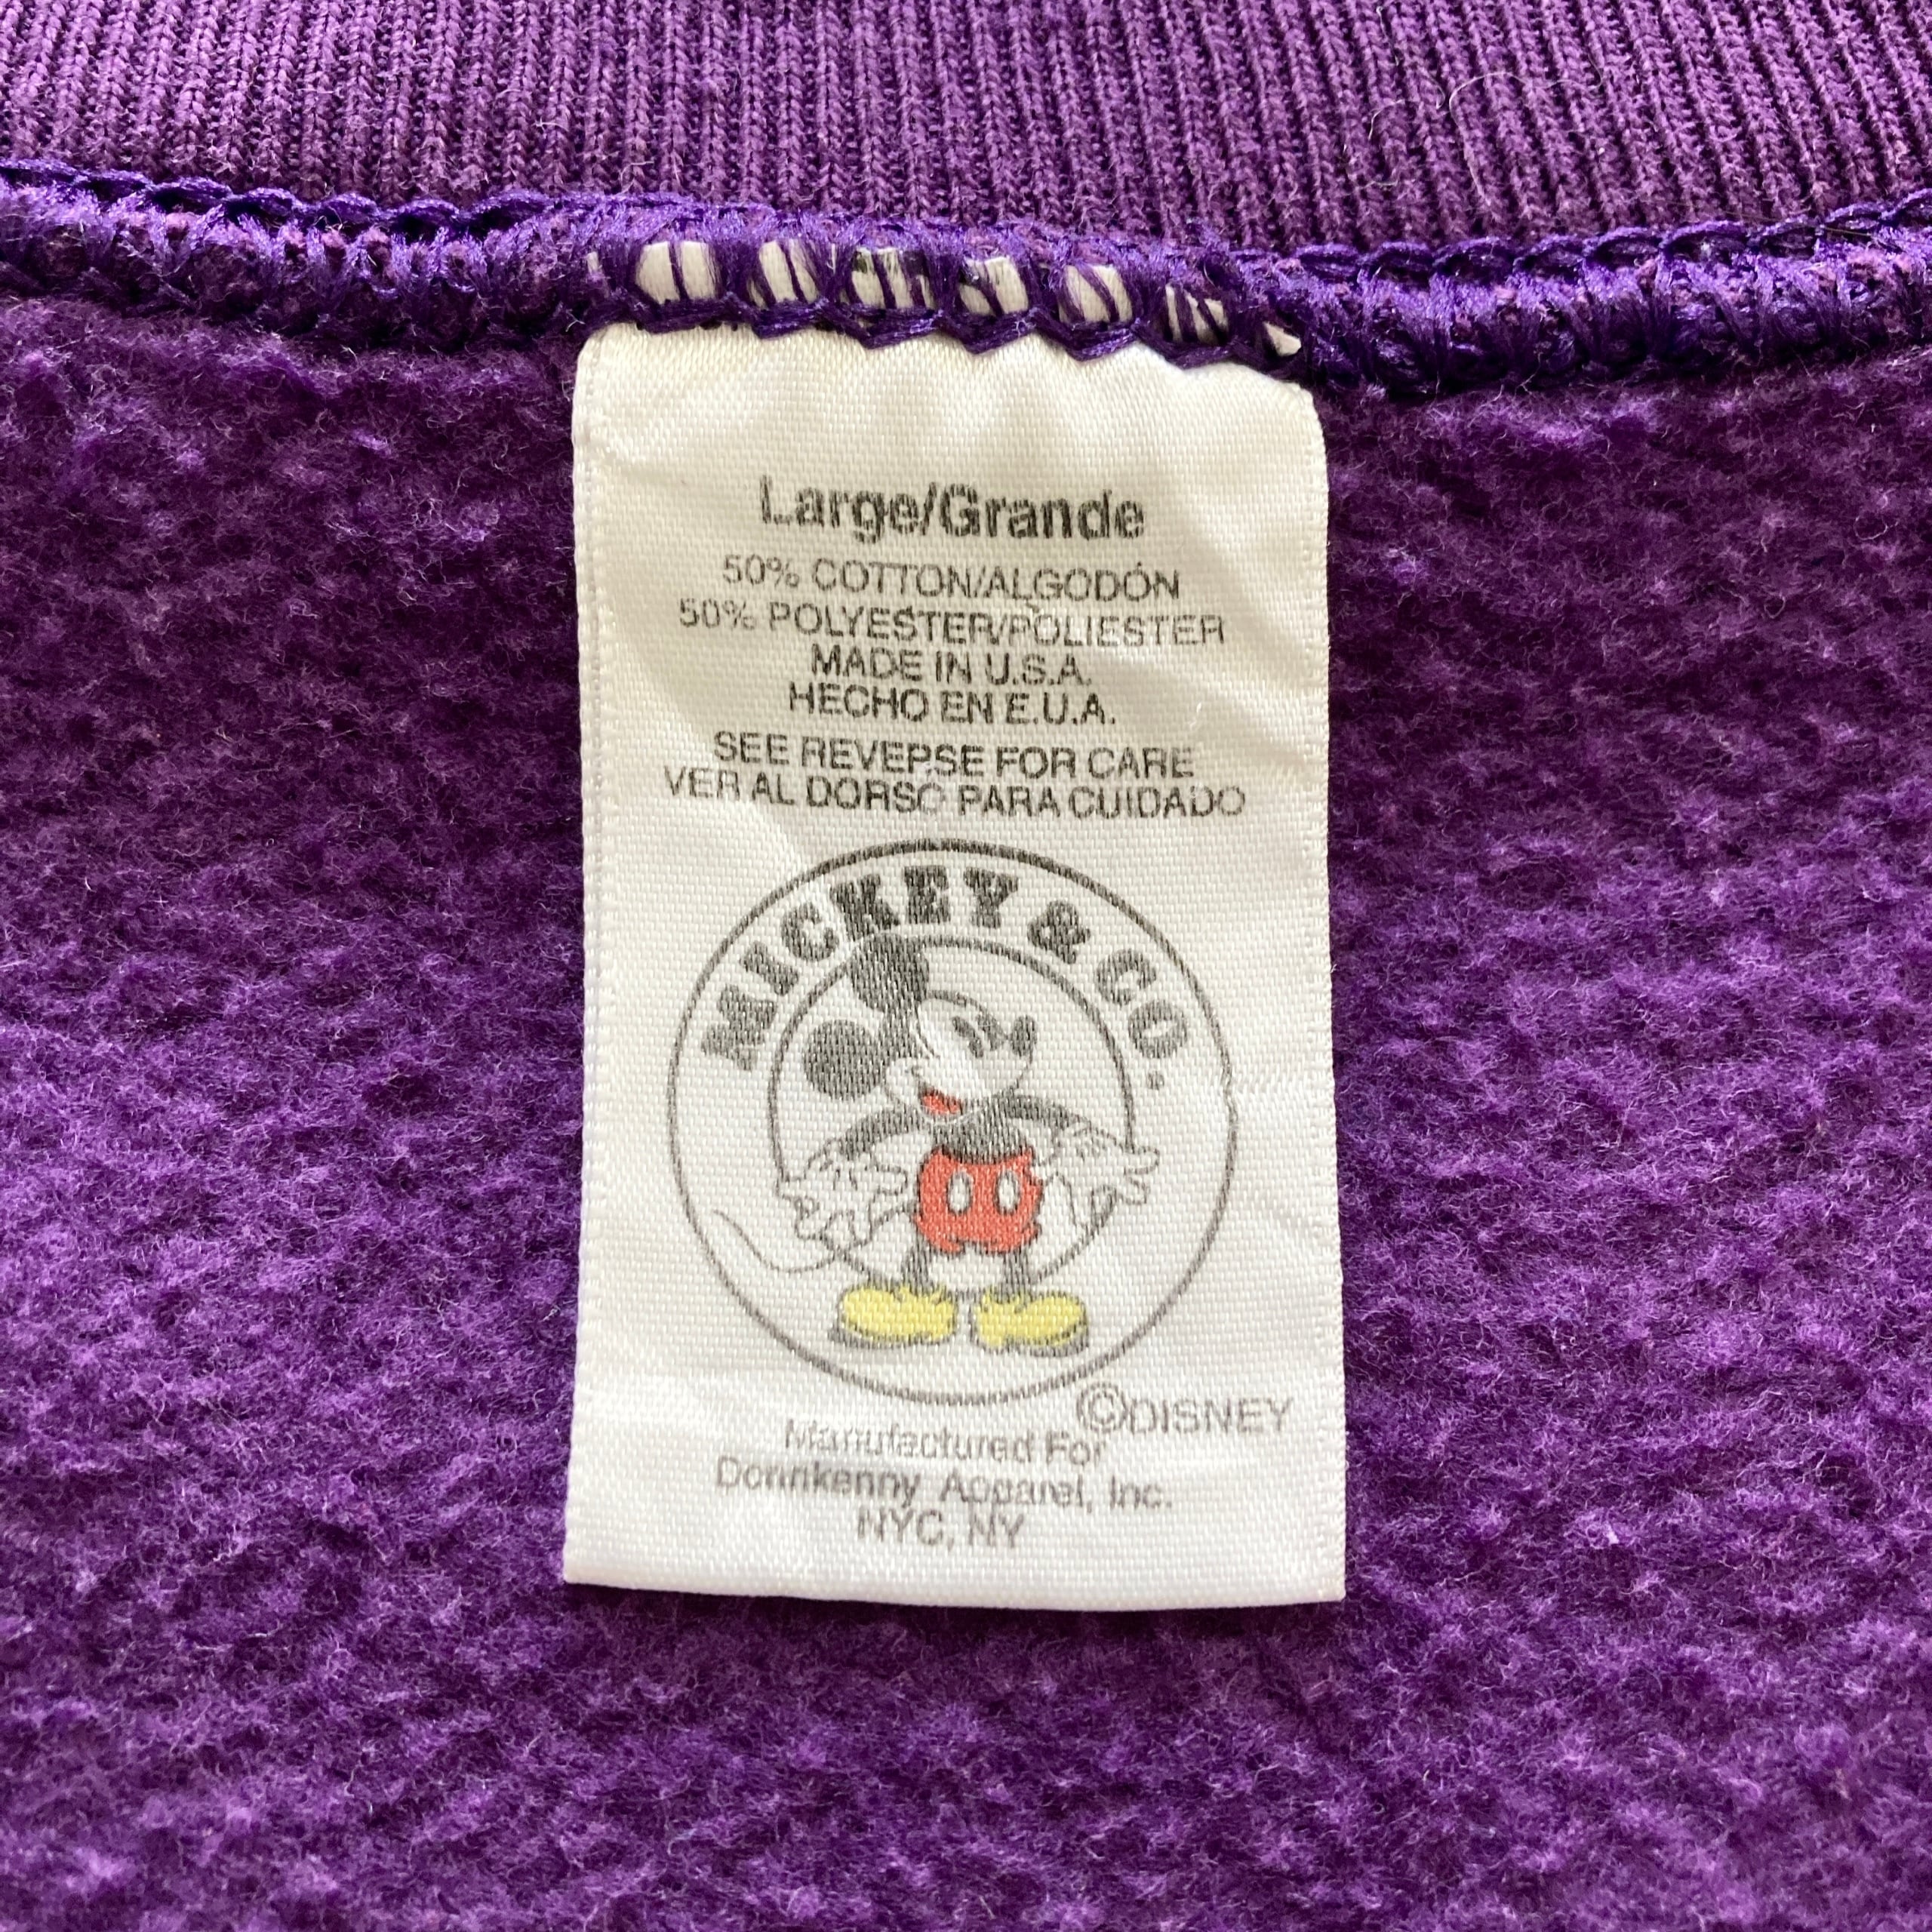 Large/Grande
50% COTTON/ALGODÓN
50% POLYESTER/POLIESTER
MADE IN U.S.A.
HECHO EN E.U.A.
SEE REVERSE FOR CARE
VER AL DORSO PARA CUIDADO
MICKEY & CO.
©DISNEY
Manufactured For
Donnkenny Apparel, Inc.
NYC, NY